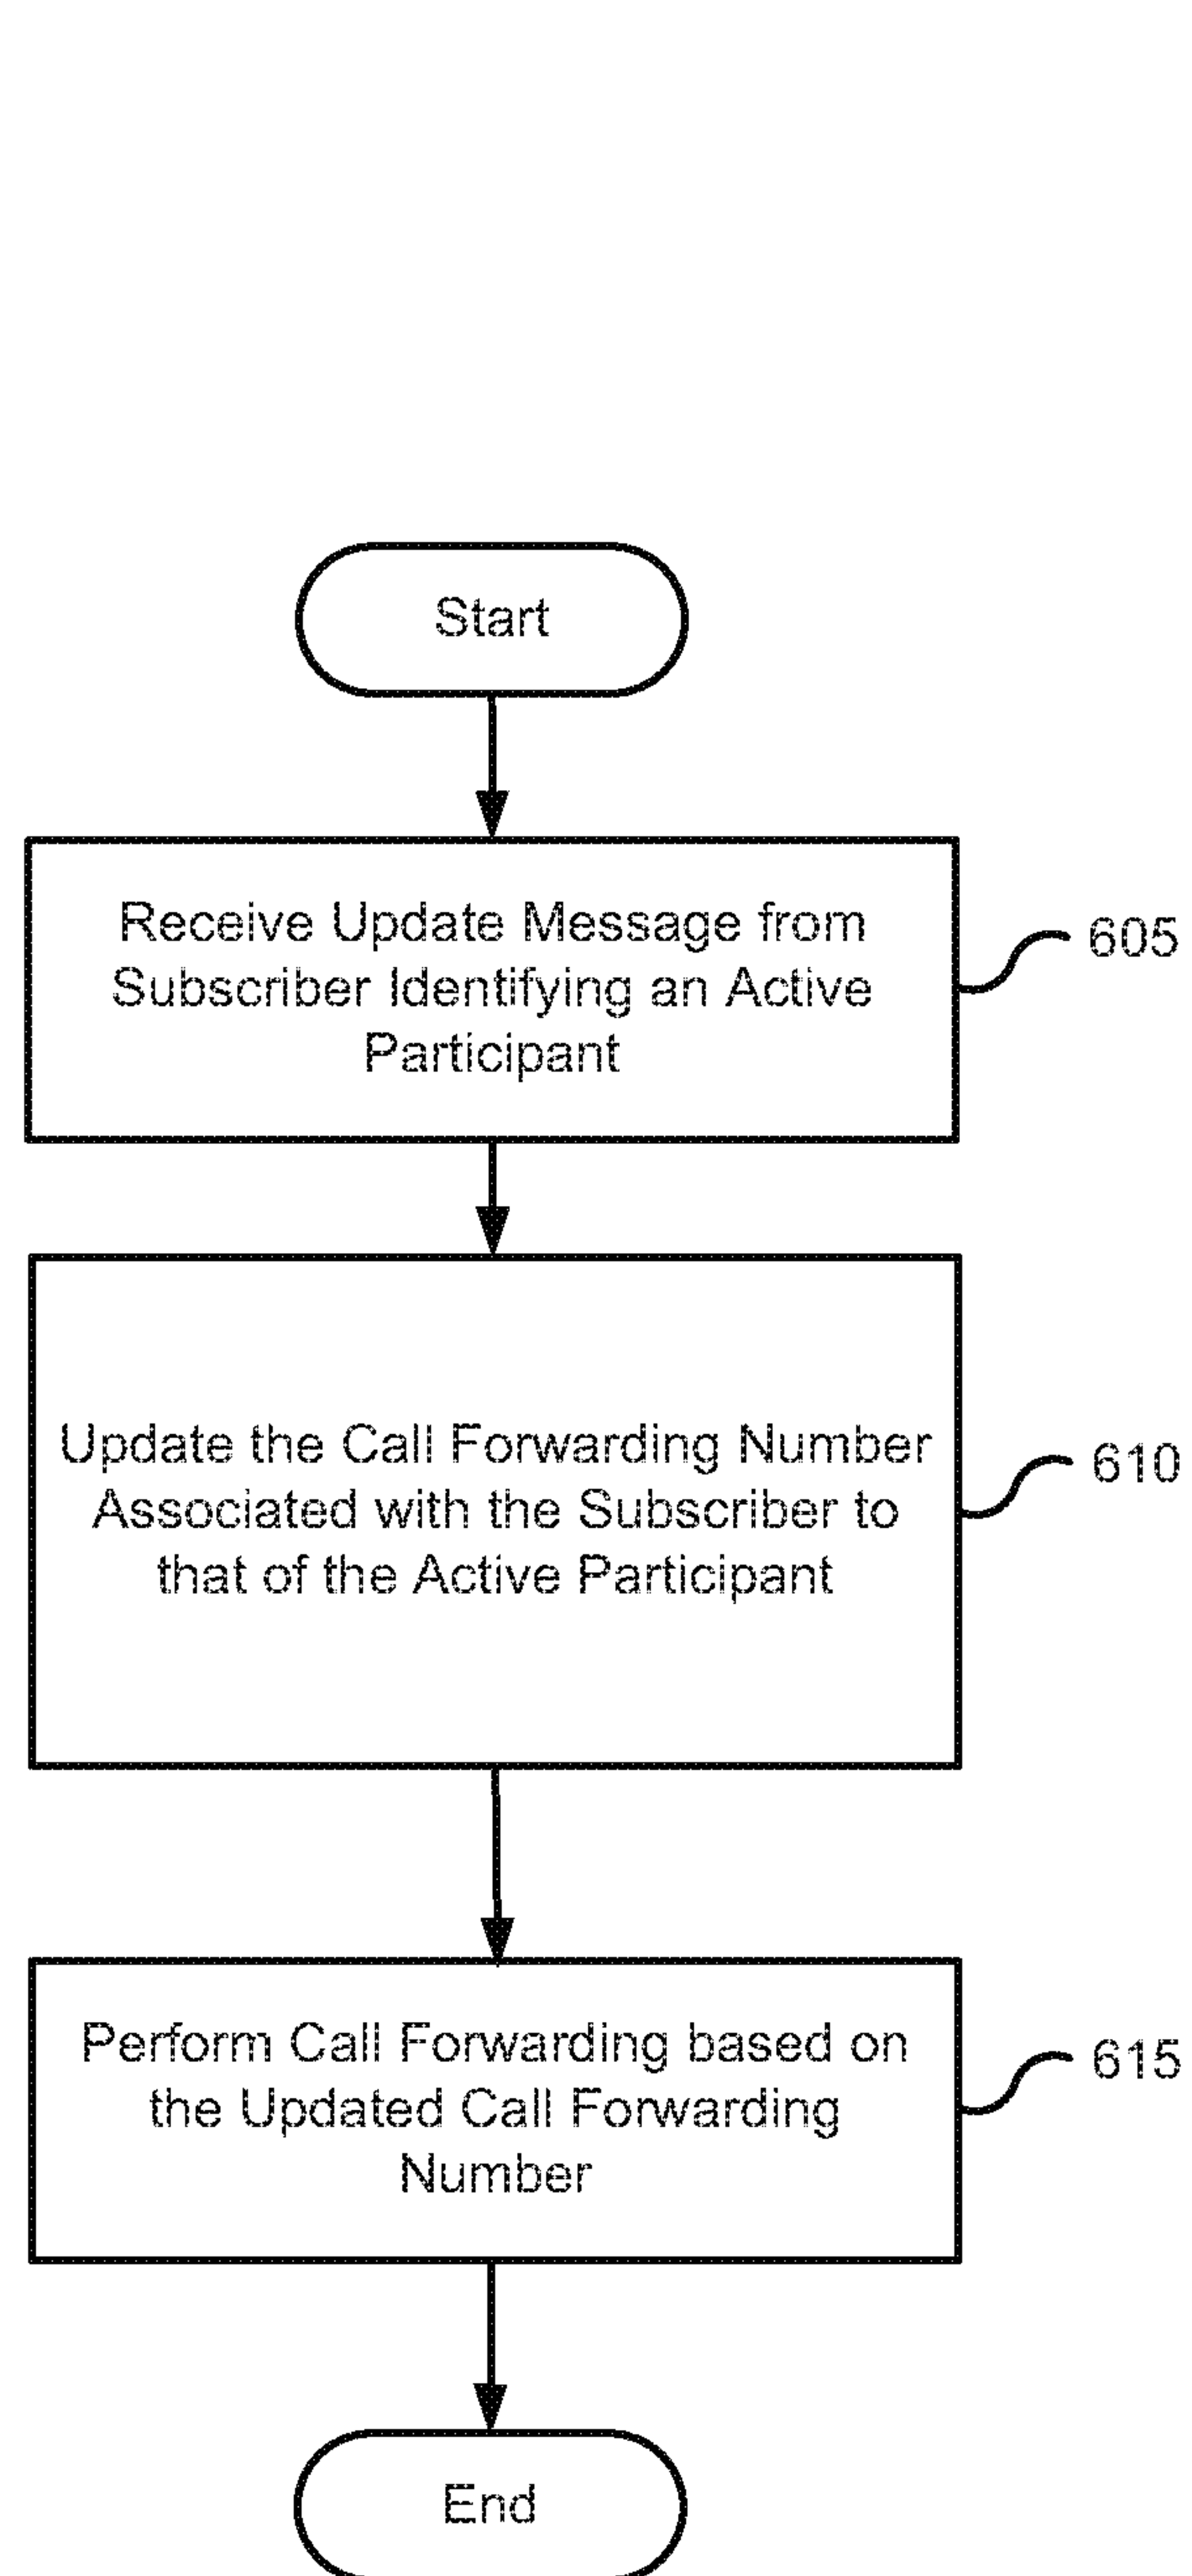 Start
Receive Update Message from
Subscriber Identifying an Active
Participant
605
Update the Call Forwarding Number
Associated with the Subscriber to
that of the Active Participant
610
Perform Call Forwarding based on
the Updated Call Forwarding
Number
615
End